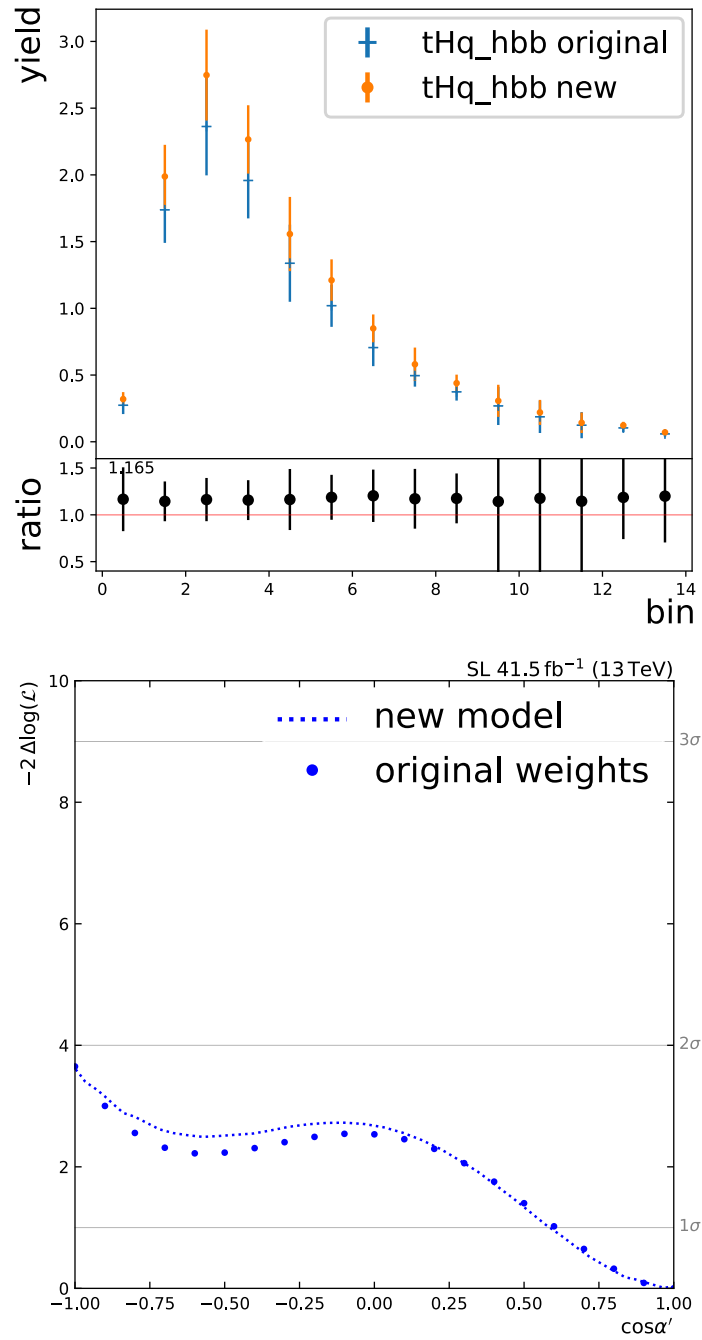 yield
3.0
2.5
2.0
1.5
1.0
0.5
0.0
tHq_hbb original
tHq_hbb new
ratio
1.5
1.0
0.5
1.165
0 2 4 6 8 10 12 14
bin
SL 41.5 fb⁻¹ (13 TeV)
−2 Δlog(ℒ)
10
8
6
4
2
0
new model
original weights
3σ
2σ
1σ
−1.00 −0.75 −0.50 −0.25 0.00 0.25 0.50 0.75 1.00
cosα′